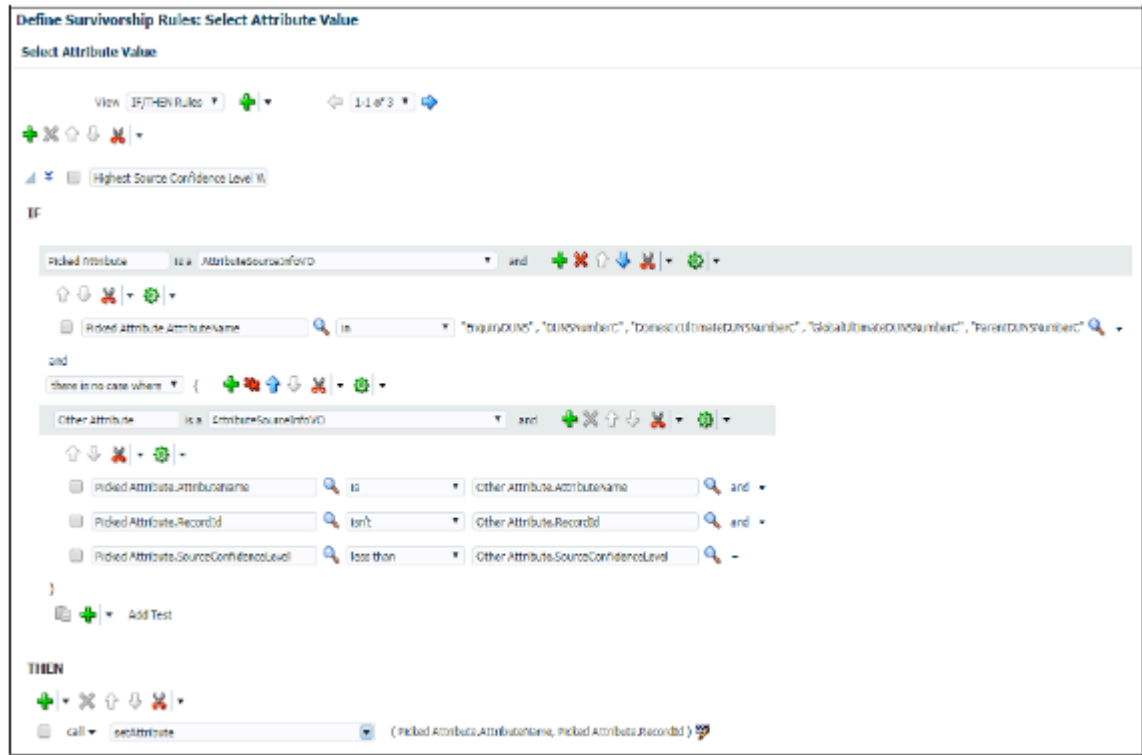 Define Survivorship Rules: Select Attribute Value
Select Attribute Value
View IF/THEN Rules 1-1 of 3
Highest Source Confidence Level W
IF
Picked Attribute is a AttributeSourceInfoVO and
Picked Attribute.AttributeName in "EnquiryDUNS", "DUNSNumberC", "DomesticUltimateDUNSNumberC", "GlobalUltimateDUNSNumberC", "ParentDUNSNumberC"
and
there is no case where {
Other Attribute is a AttributeSourceInfoVO and
Picked Attribute.AttributeName is Other Attribute.AttributeName and
Picked Attribute.RecordId isn't Other Attribute.RecordId and
Picked Attribute.SourceConfidenceLevel less than Other Attribute.SourceConfidenceLevel
}
Add Test
THEN
call setAttribute ( Picked Attribute.AttributeName, Picked Attribute.RecordId )